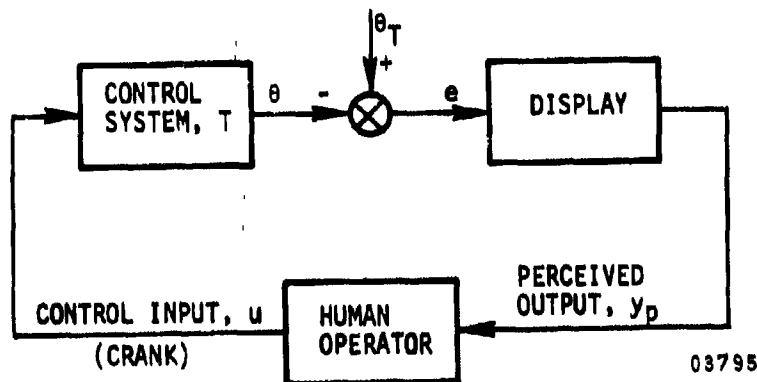 θT
+
CONTROL
SYSTEM, T
θ
-
e
DISPLAY
PERCEIVED
OUTPUT, yp
HUMAN
OPERATOR
CONTROL INPUT, u
(CRANK)
03795